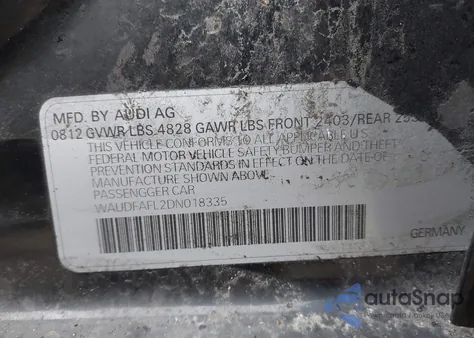 MFD. BY AUDI AG
0812 GVWR LBS 4828 GAWR LBS FRONT 2403/REAR
THIS VEHICLE CONFORMS TO ALL APPLICABLE U.S.
FEDERAL MOTOR VEHICLE SAFETY BUMPER AND THEFT
PREVENTION STANDARDS IN EFFECT ON THE DATE OF
MANUFACTURE SHOWN ABOVE
PASSENGER CAR
WAUDFAFL2DN018335
GERMANY
autoSnap